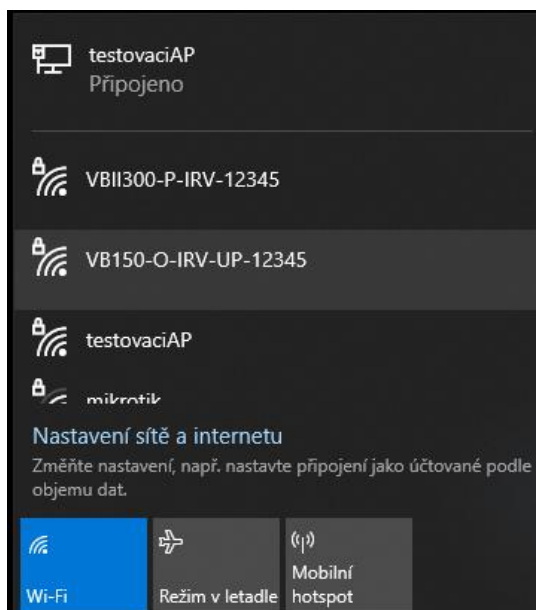 testovaciAP
Připojeno
VBII300-P-IRV-12345
VB150-O-IRV-UP-12345
testovaciAP
mikrotik
Nastavení sítě a internetu
Změňte nastavení, např. nastavte připojení jako účtované podle
objemu dat.
Wi-Fi
Režim v letadle
Mobilní
hotspot